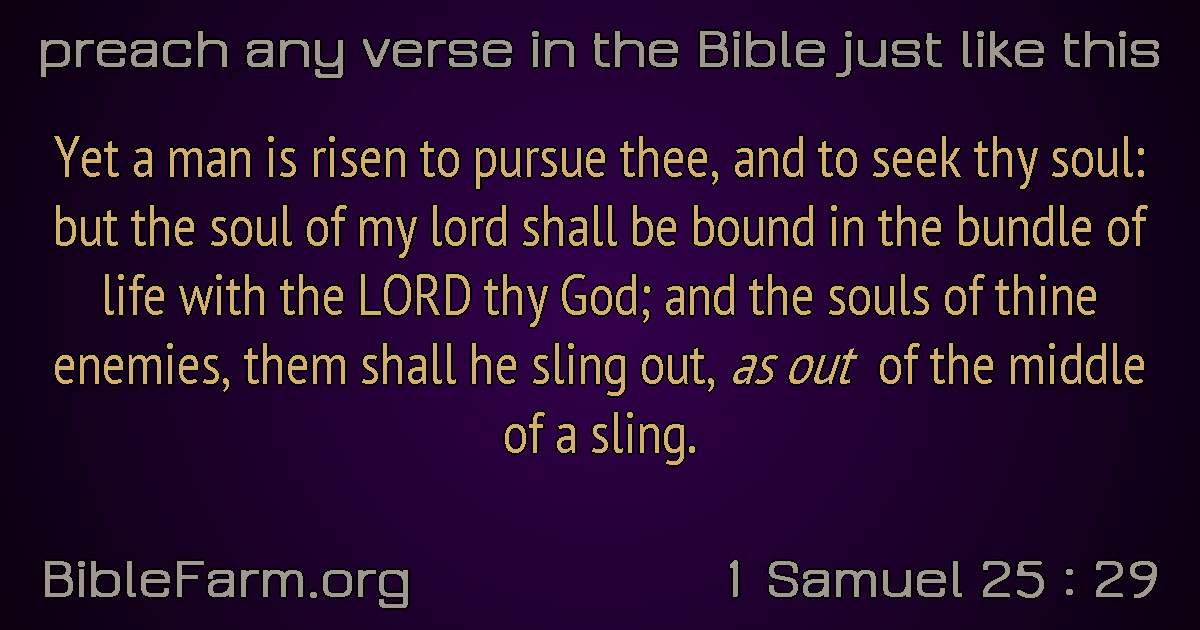 preach any verse in the Bible just like this
Yet a man is risen to pursue thee, and to seek thy soul:
but the soul of my lord shall be bound in the bundle of
life with the LORD thy God; and the souls of thine
enemies, them shall he sling out, as out of the middle
of a sling.
BibleFarm.org
1 Samuel 25 : 29